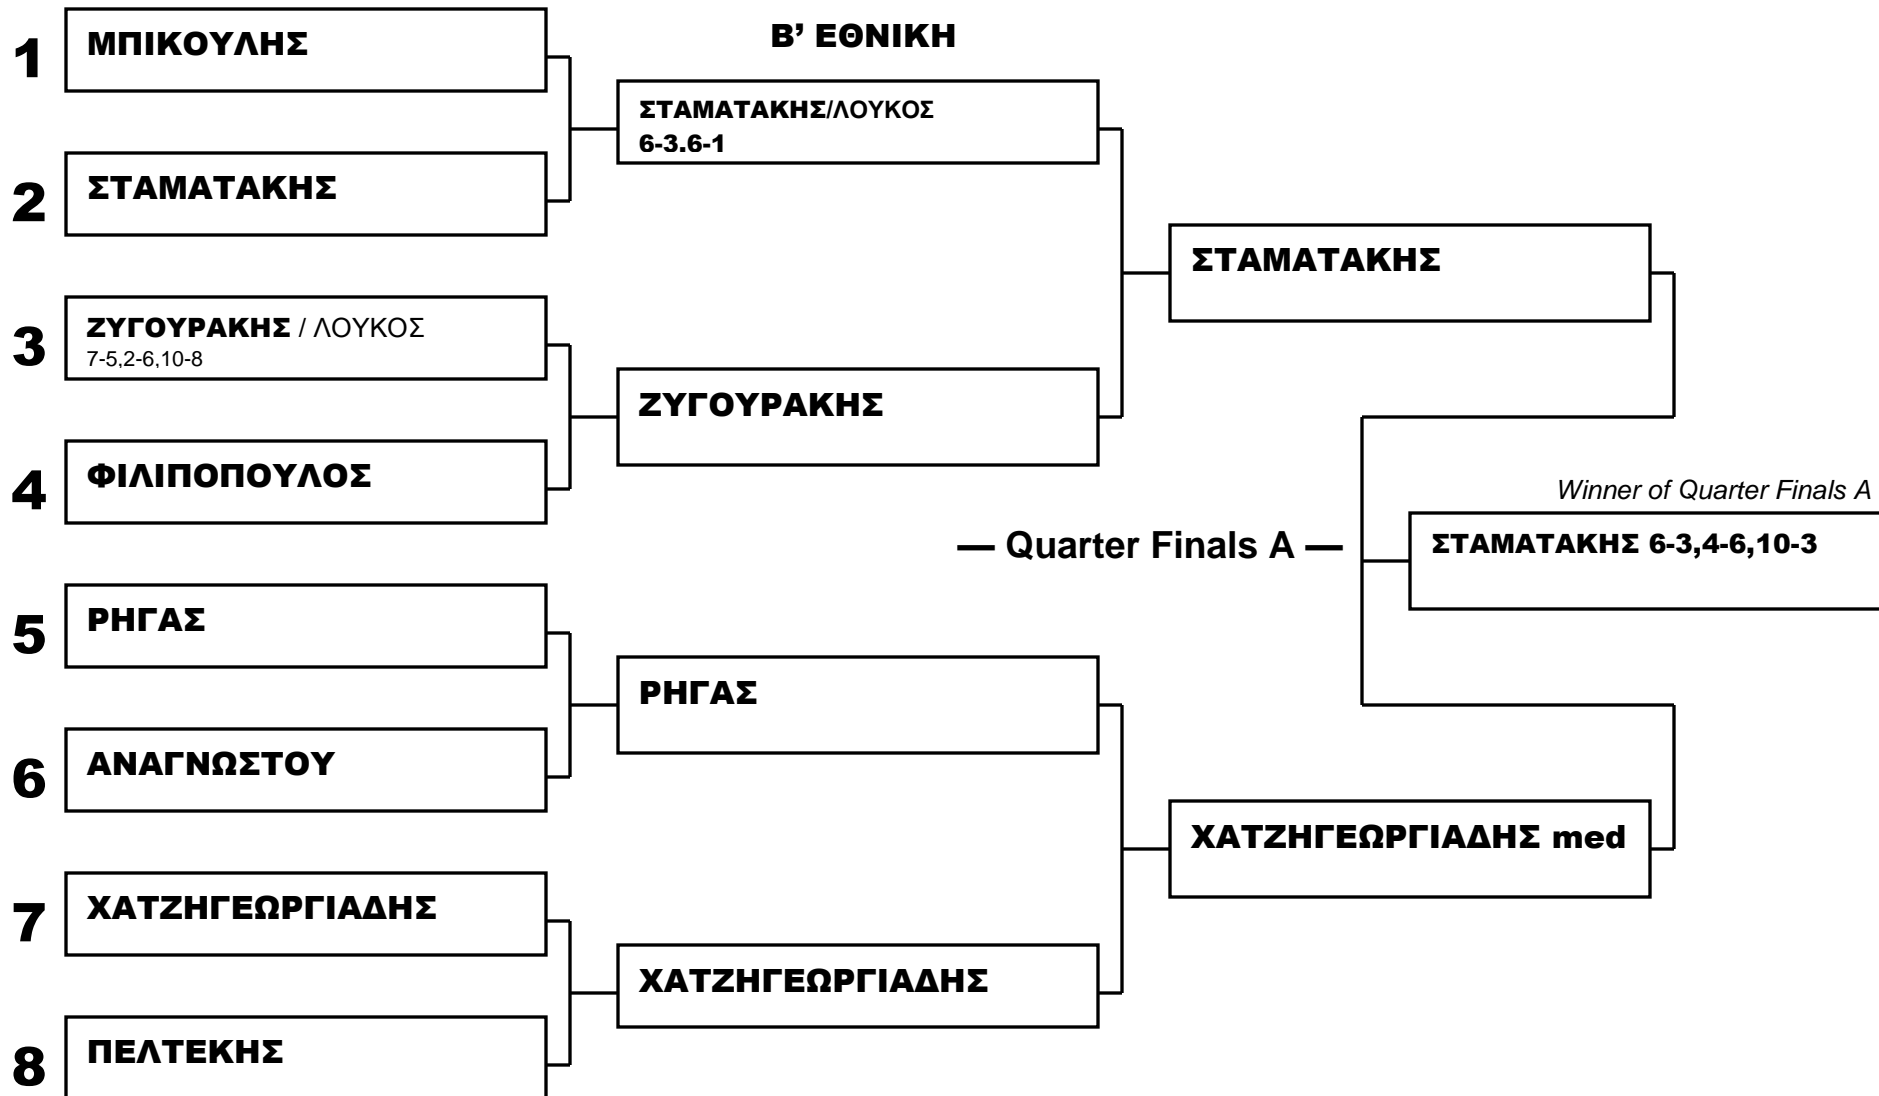 Β’ ΕΘΝΙΚΗ
1
ΜΠΙΚΟΥΛΗΣ
2
ΣΤΑΜΑΤΑΚΗΣ
3
ΖΥΓΟΥΡΑΚΗΣ / ΛΟΥΚΟΣ
7-5,2-6,10-8
4
ΦΙΛΙΠΟΠΟΥΛΟΣ
5
ΡΗΓΑΣ
6
ΑΝΑΓΝΩΣΤΟΥ
7
ΧΑΤΖΗΓΕΩΡΓΙΑΔΗΣ
8
ΠΕΛΤΕΚΗΣ
ΣΤΑΜΑΤΑΚΗΣ/ΛΟΥΚΟΣ
6-3.6-1
ΖΥΓΟΥΡΑΚΗΣ
ΡΗΓΑΣ
ΧΑΤΖΗΓΕΩΡΓΙΑΔΗΣ
ΣΤΑΜΑΤΑΚΗΣ
ΧΑΤΖΗΓΕΩΡΓΙΑΔΗΣ med
— Quarter Finals A —
Winner of Quarter Finals A
ΣΤΑΜΑΤΑΚΗΣ 6-3,4-6,10-3